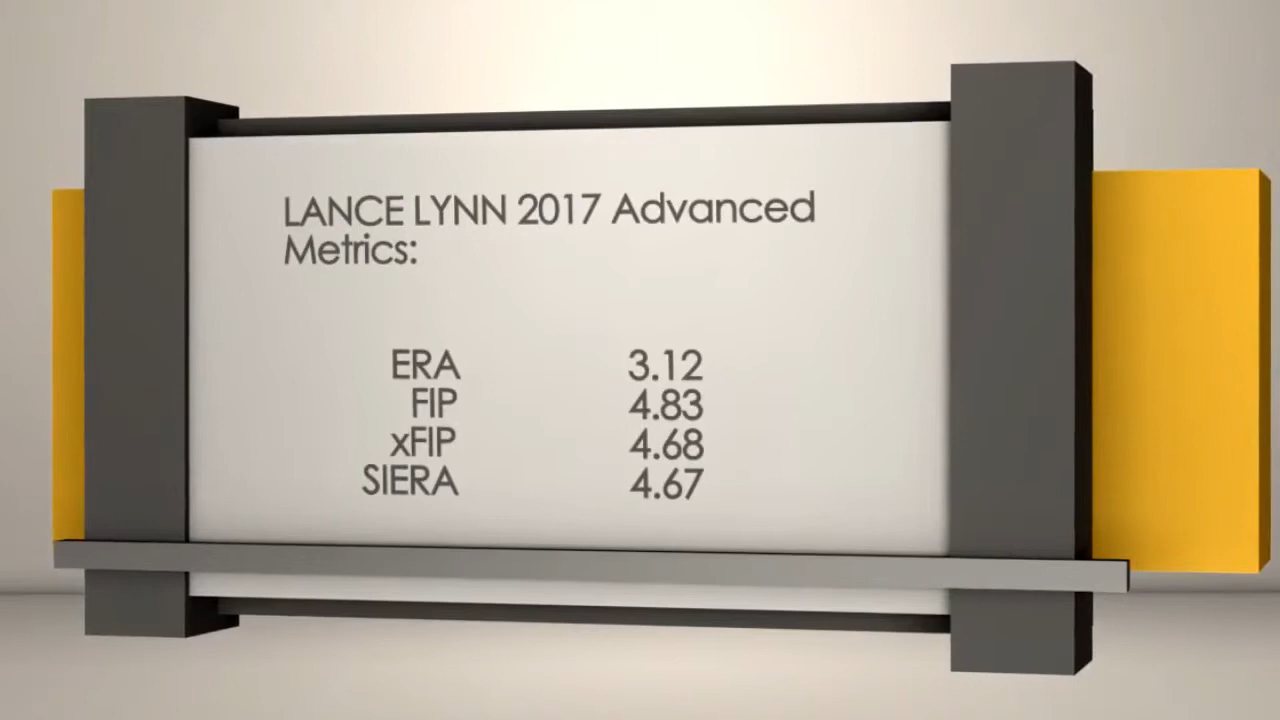 LANCE LYNN 2017 Advanced
Metrics:
ERA 3.12
FIP 4.83
xFIP 4.68
SIERA 4.67